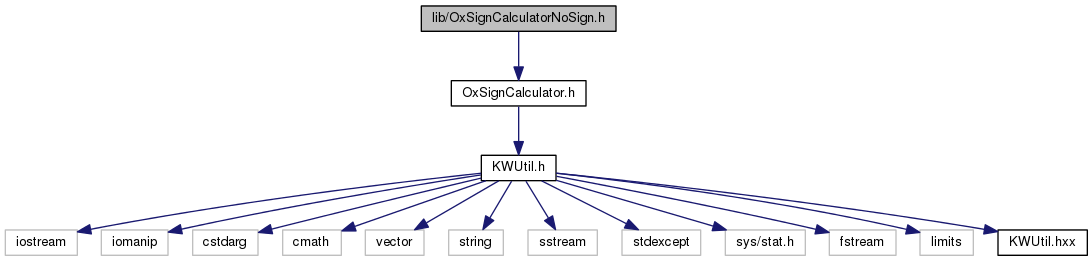 lib/OxSignCalculatorNoSign.h
OxSignCalculator.h
KWUtil.h
iostream
iomanip
cstdarg
cmath
vector
string
sstream
stdexcept
sys/stat.h
fstream
limits
KWUtil.hxx